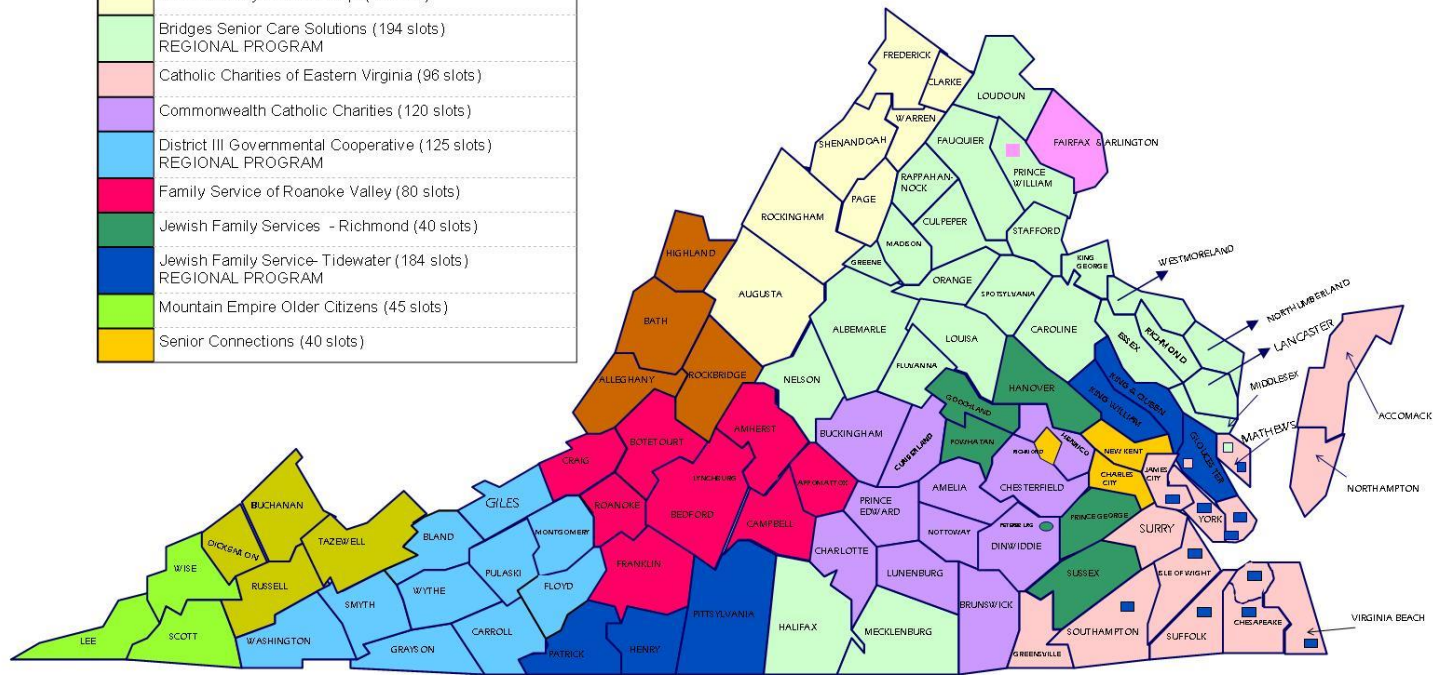 Bridges Senior Care Solutions (194 slots)
REGIONAL PROGRAM
Catholic Charities of Eastern Virginia (96 slots)
Commonwealth Catholic Charities (120 slots)
District III Governmental Cooperative (125 slots)
REGIONAL PROGRAM
Family Service of Roanoke Valley (80 slots)
Jewish Family Services - Richmond (40 slots)
Jewish Family Service- Tidewater (184 slots)
REGIONAL PROGRAM
Mountain Empire Older Citizens (45 slots)
Senior Connections (40 slots)
FREDERICK
CLARKE
LOUDOUN
WARREN
SHENANDOAH
FAUQUIER
FAIRFAX & ARLINGTON
PRINCE
WILLIAM
RAPPAHAN-
NOCK
PAGE
ROCKINGHAM
CULPEPER
STAFFORD
MADISON
HIGHLAND
GREENE
KING
GEORGE
WESTMORELAND
ORANGE
AUGUSTA
SPOTSYLVANIA
BATH
ALBEMARLE
CAROLINE
LOUISA
ESSEX
RICHMOND
NORTHUMBERLAND
LANCASTER
ALLEGHANY
ROCKBRIDGE
NELSON
FLUVANNA
HANOVER
KING & QUEEN
KING WILLIAM
MIDDLESEX
GOOCHLAND
ACCOMACK
AMHERST
BUCKINGHAM
CUMBERLAND
POWHATAN
RICHMOND
HENRICO
NEW KENT
GLOUCESTER
MATHEWS
BOTETOURT
CRAIG
LYNCHBURG
APPOMATTOX
CHARLES
CITY
JAMES
CITY
NORTHAMPTON
BUCHANAN
GILES
ROANOKE
BEDFORD
CAMPBELL
PRINCE
EDWARD
AMELIA
CHESTERFIELD
PRINCE GEORGE
YORK
DICKENSON
TAZEWELL
BLAND
MONTGOMERY
NOTTOWAY
PETERSBURG
DINWIDDIE
SURRY
WISE
RUSSELL
SMYTH
WYTHE
PULASKI
FLOYD
FRANKLIN
CHARLOTTE
LUNENBURG
SUSSEX
ISLE OF WIGHT
LEE
SCOTT
WASHINGTON
GRAYSON
CARROLL
PATRICK
HENRY
PITTSYLVANIA
HALIFAX
MECKLENBURG
BRUNSWICK
GREENSVILLE
SOUTHAMPTON
SUFFOLK
CHESAPEAKE
VIRGINIA BEACH